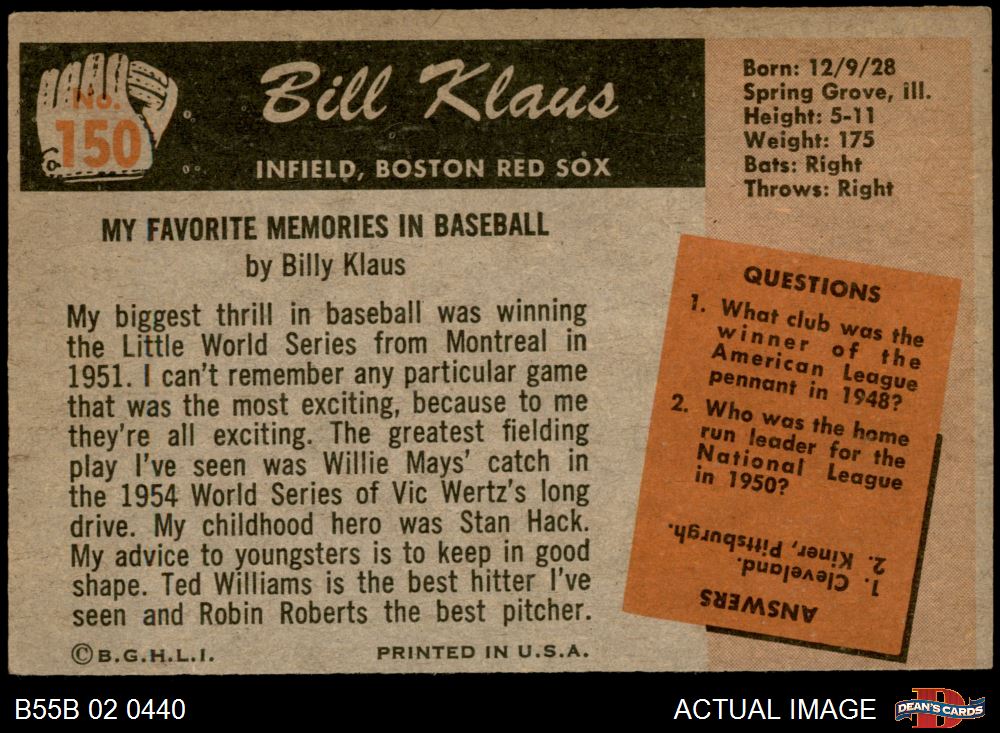 No.
150
Bill Klaus
INFIELD, BOSTON RED SOX
Born: 12/9/28
Spring Grove, ill.
Height: 5-11
Weight: 175
Bats: Right
Throws: Right
MY FAVORITE MEMORIES IN BASEBALL
by Billy Klaus
My biggest thrill in baseball was winning
the Little World Series from Montreal in
1951. I can't remember any particular game
that was the most exciting, because to me
they're all exciting. The greatest fielding
play I've seen was Willie Mays' catch in
the 1954 World Series of Vic Wertz's long
drive. My childhood hero was Stan Hack.
My advice to youngsters is to keep in good
shape. Ted Williams is the best hitter I've
seen and Robin Roberts the best pitcher.
©B.G.H.L.I.
PRINTED IN U.S.A.
QUESTIONS
1. What club was the
winner of the
American League
pennant in 1948?
2. Who was the home
run leader for the
National League
in 1950?
ANSWERS
1. Cleveland.
2. Kiner, Pittsburgh.
B55B 02 0440
ACTUAL IMAGE
DEAN'S CARDS